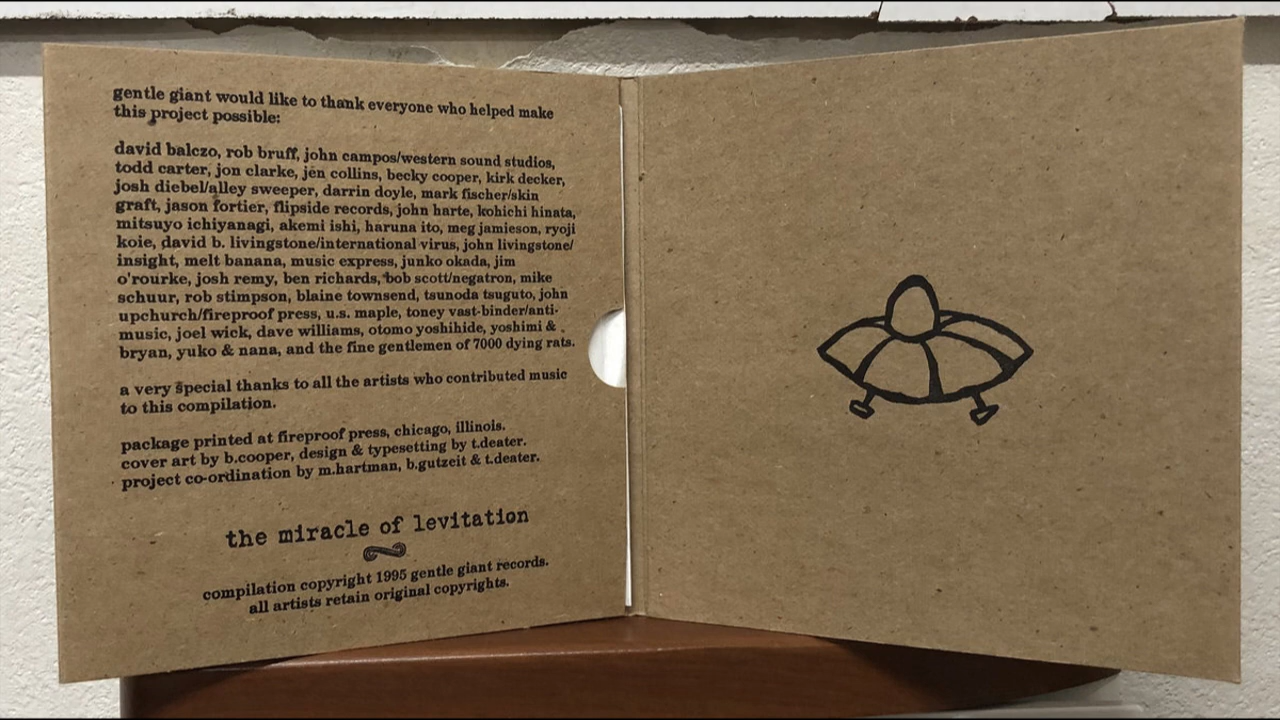 gentle giant would like to thank everyone who helped make
this project possible:
david balczo, rob bruff, john campos/western sound studios,
todd carter, jon clarke, jen collins, becky cooper, kirk decker,
josh diebel/alley sweeper, darrin doyle, mark fischer/skin
graft, jason fortier, flipside records, john harte, kohichi hinata,
mitsuyo ichiyanagi, akemi ishi, haruna ito, meg jamieson, ryoji
koie, david b. livingstone/international virus, john livingstone/
insight, melt banana, music express, junko okada, jim
o'rourke, josh remy, ben richards, bob scott/negatron, mike
schuur, rob stimpson, blaine townsend, tsunoda tsuguto, john
upchurch/fireproof press, u.s. maple, toney vast-binder/anti-
music, joel wick, dave williams, otomo yoshihide, yoshimi &
bryan, yuko & nana, and the fine gentlemen of 7000 dying rats.
a very special thanks to all the artists who contributed music
to this compilation.
package printed at fireproof press, chicago, illinois.
cover art by b.cooper, design & typesetting by t.deater.
project co-ordination by m.hartman, b.gutzeit & t.deater.
the miracle of levitation
compilation copyright 1995 gentle giant records.
all artists retain original copyrights.